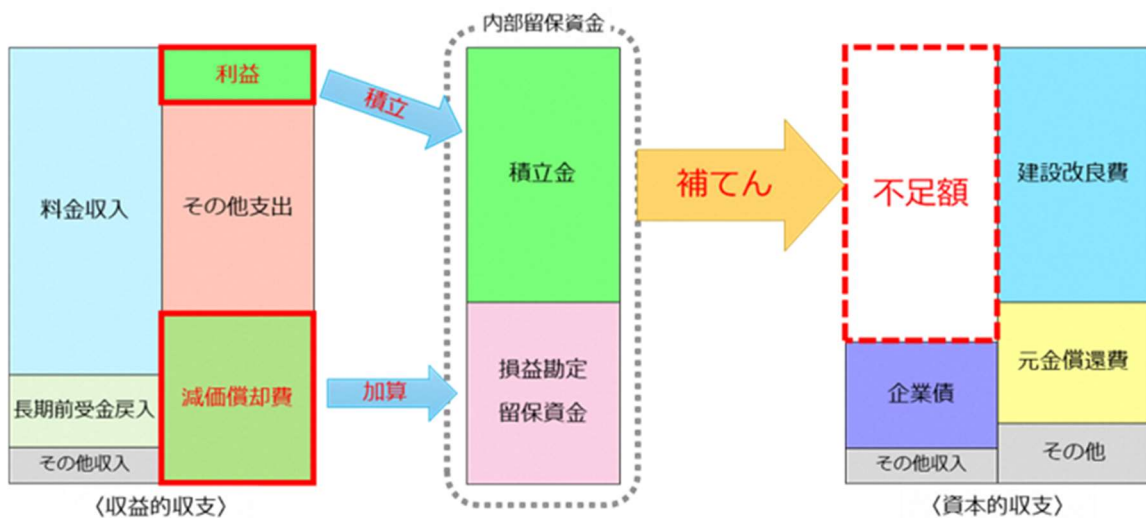 内部留保資金
利益
積立
料金収入
その他支出
積立金
補てん
不足額
建設改良費
長期前受金戻入
減価償却費
加算
損益勘定
留保資金
企業債
元金償還費
その他収入
その他収入
その他
〈収益的収支〉
〈資本的収支〉